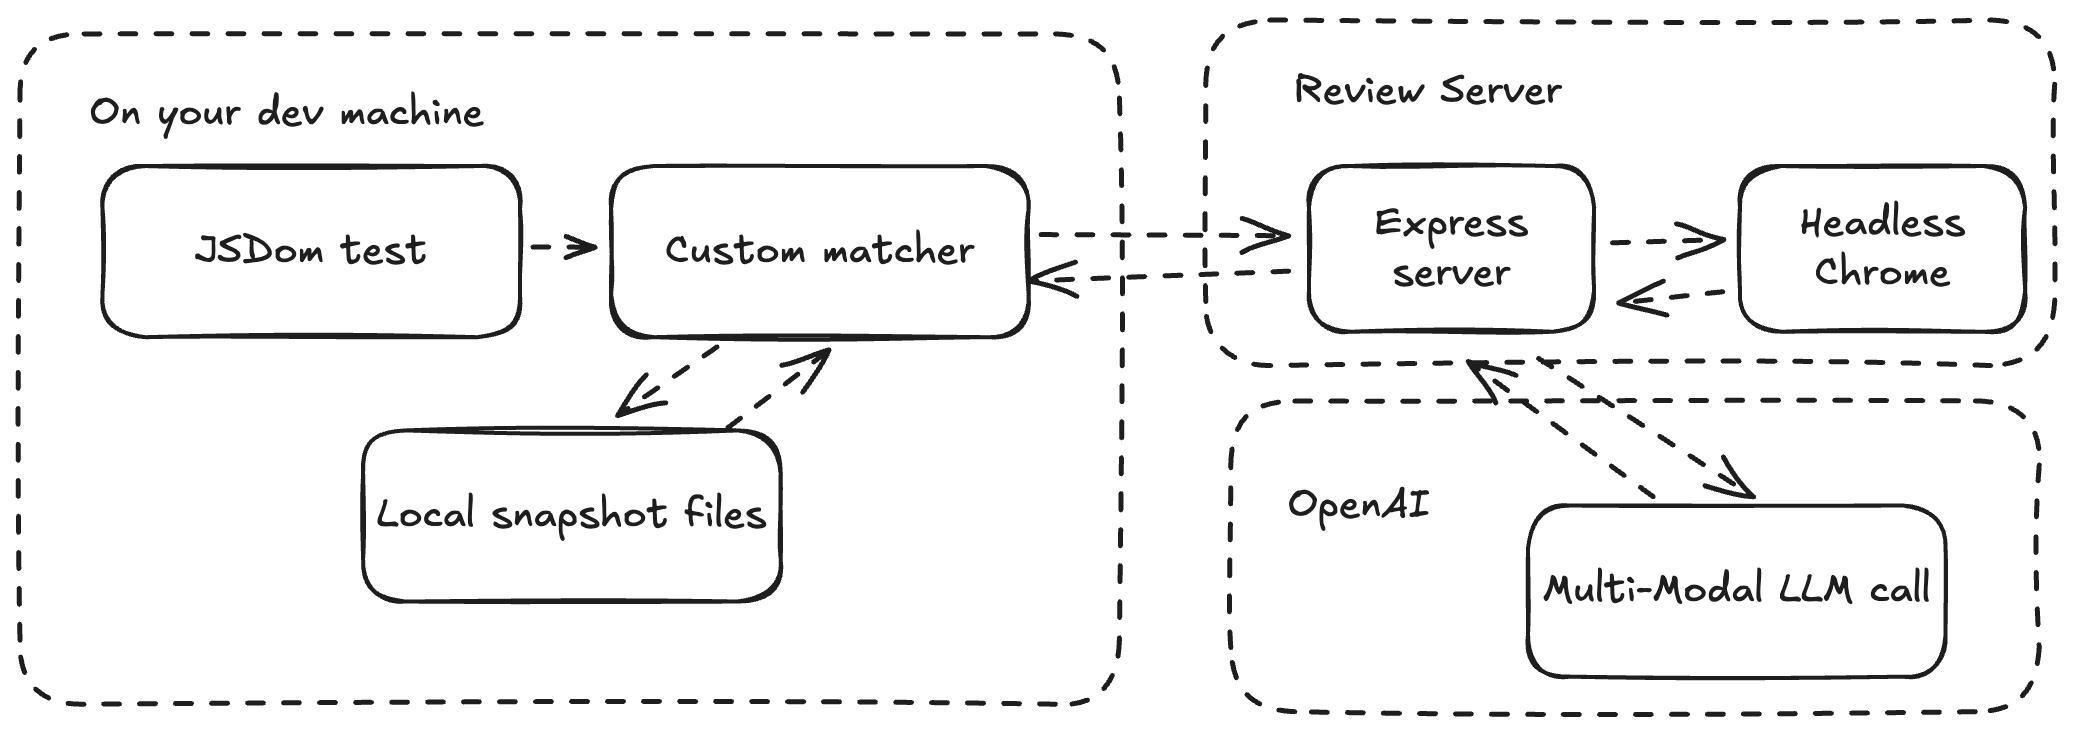 On your dev machine
JSDom test
Custom matcher
Local snapshot files
Review Server
Express
server
Headless
Chrome
OpenAI
Multi-Modal LLM call